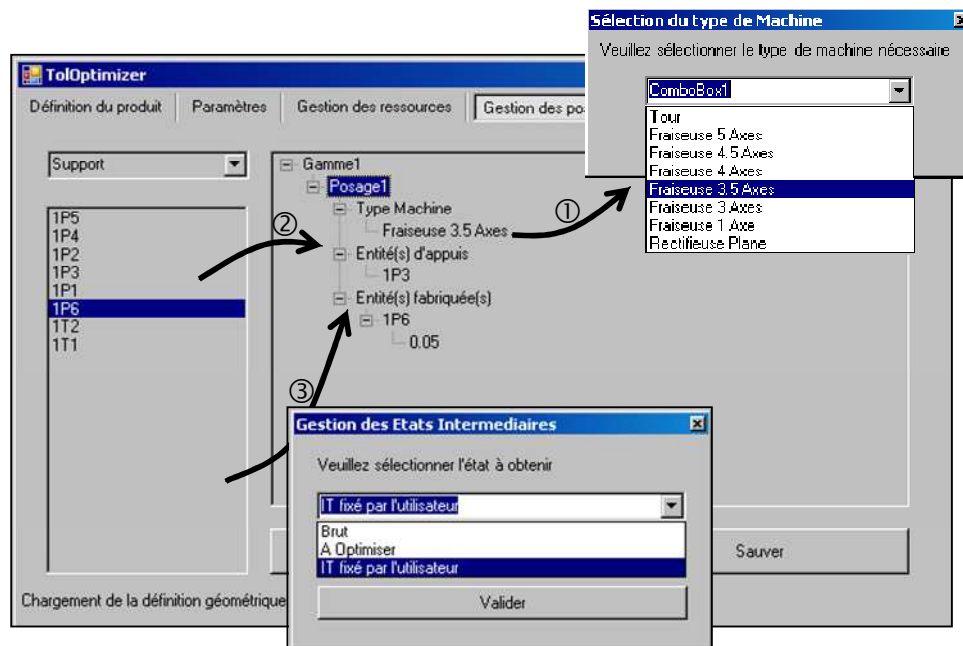 Sélection du type de Machine
Veuillez sélectionner le type de machine nécessaire
ComboBox1
Tour
Fraiseuse 5 Axes
Fraiseuse 4.5 Axes
Fraiseuse 4 Axes
Fraiseuse 3.5 Axes
Fraiseuse 3 Axes
Fraiseuse 1 Axe
Rectifieuse Plane
TolOptimizer
Définition du produit Paramètres Gestion des ressources Gestion des po
Support
1P5
1P4
1P2
1P3
1P1
1P6
1T2
1T1
Gamme1
Posage1
Type Machine
Fraiseuse 3.5 Axes
Entité(s) d'appuis
1P3
Entité(s) fabriquée(s)
1P6
0.05
①
②
③
Gestion des Etats Intermediaires
Veuillez sélectionner l'état à obtenir
IT fixé par l'utilisateur
Brut
A Optimiser
IT fixé par l'utilisateur
Valider
Sauver
Chargement de la définition géométrique